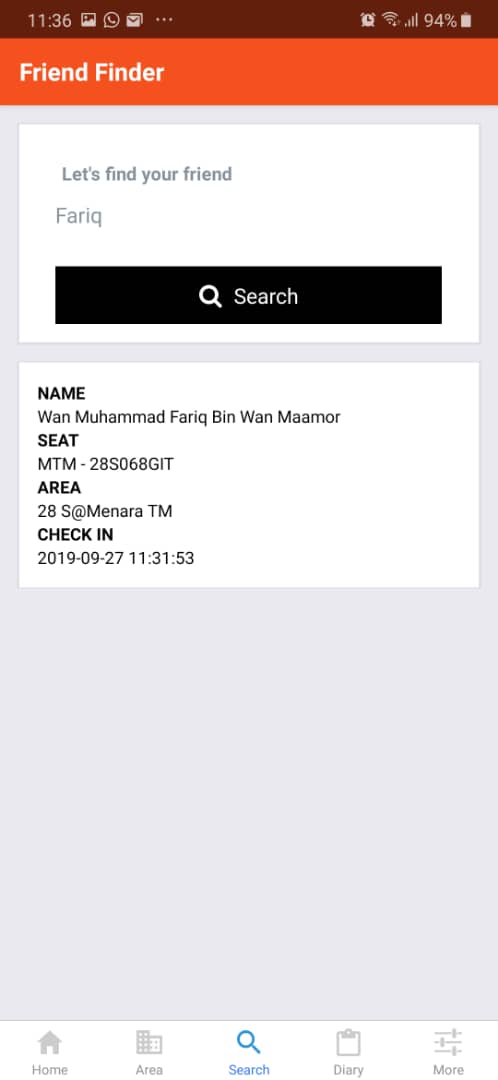 11:36 94%
Friend Finder
Let's find your friend
Fariq
Search
NAME
Wan Muhammad Fariq Bin Wan Maamor
SEAT
MTM - 28S068GIT
AREA
28 S@Menara TM
CHECK IN
2019-09-27 11:31:53
Home Area Search Diary More